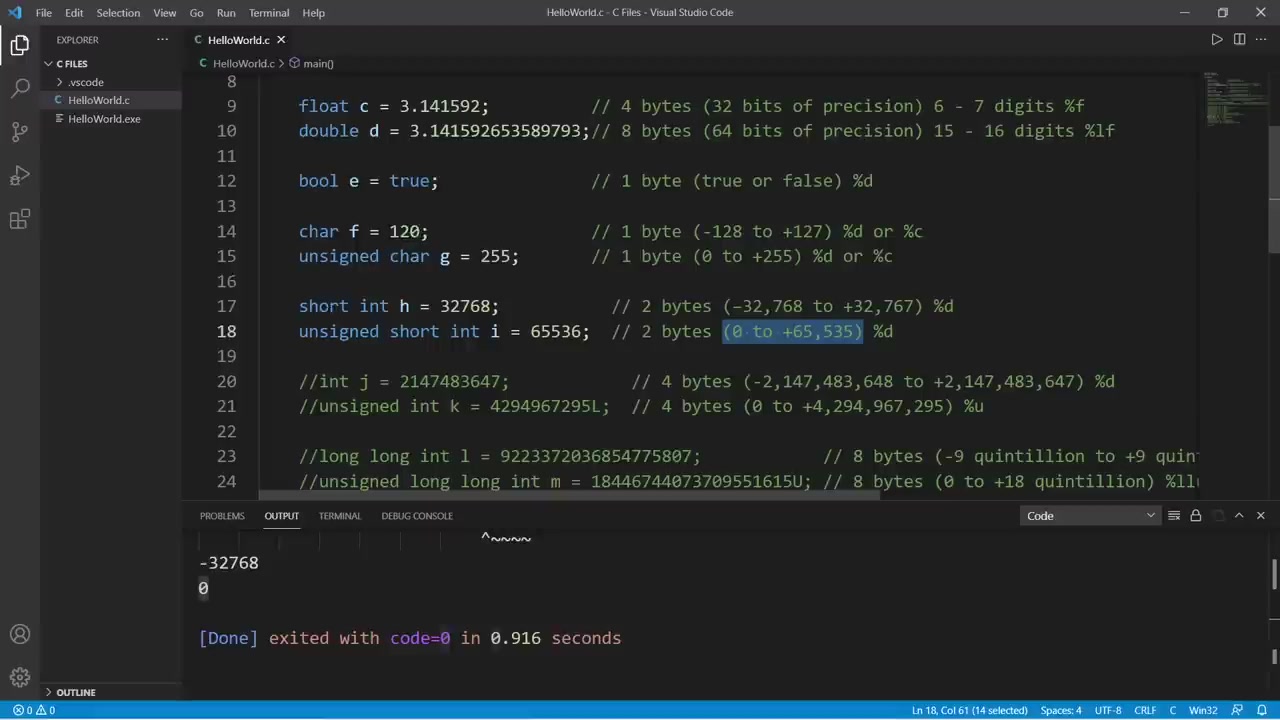 File Edit Selection View Go Run Terminal Help HelloWorld.c - C Files - Visual Studio Code
EXPLORER
C FILES
.vscode
C HelloWorld.c
HelloWorld.exe
OUTLINE
C HelloWorld.c
C HelloWorld.c > main()
8
9 float c = 3.141592; // 4 bytes (32 bits of precision) 6 - 7 digits %f
10 double d = 3.141592653589793;// 8 bytes (64 bits of precision) 15 - 16 digits %lf
11
12 bool e = true; // 1 byte (true or false) %d
13
14 char f = 120; // 1 byte (-128 to +127) %d or %c
15 unsigned char g = 255; // 1 byte (0 to +255) %d or %c
16
17 short int h = 32768; // 2 bytes (−32,768 to +32,767) %d
18 unsigned short int i = 65536; // 2 bytes (0 to +65,535) %d
19
20 //int j = 2147483647; // 4 bytes (-2,147,483,648 to +2,147,483,647) %d
21 //unsigned int k = 4294967295L; // 4 bytes (0 to +4,294,967,295) %u
22
23 //long long int l = 9223372036854775807; // 8 bytes (-9 quintillion to +9 quin
24 //unsigned long long int m = 18446744073709551615U; // 8 bytes (0 to +18 quintillion) %ll
PROBLEMS OUTPUT TERMINAL DEBUG CONSOLE Code
^~~~~
-32768
0
[Done] exited with code=0 in 0.916 seconds
0 0 Ln 18, Col 61 (14 selected) Spaces: 4 UTF-8 CRLF C Win32